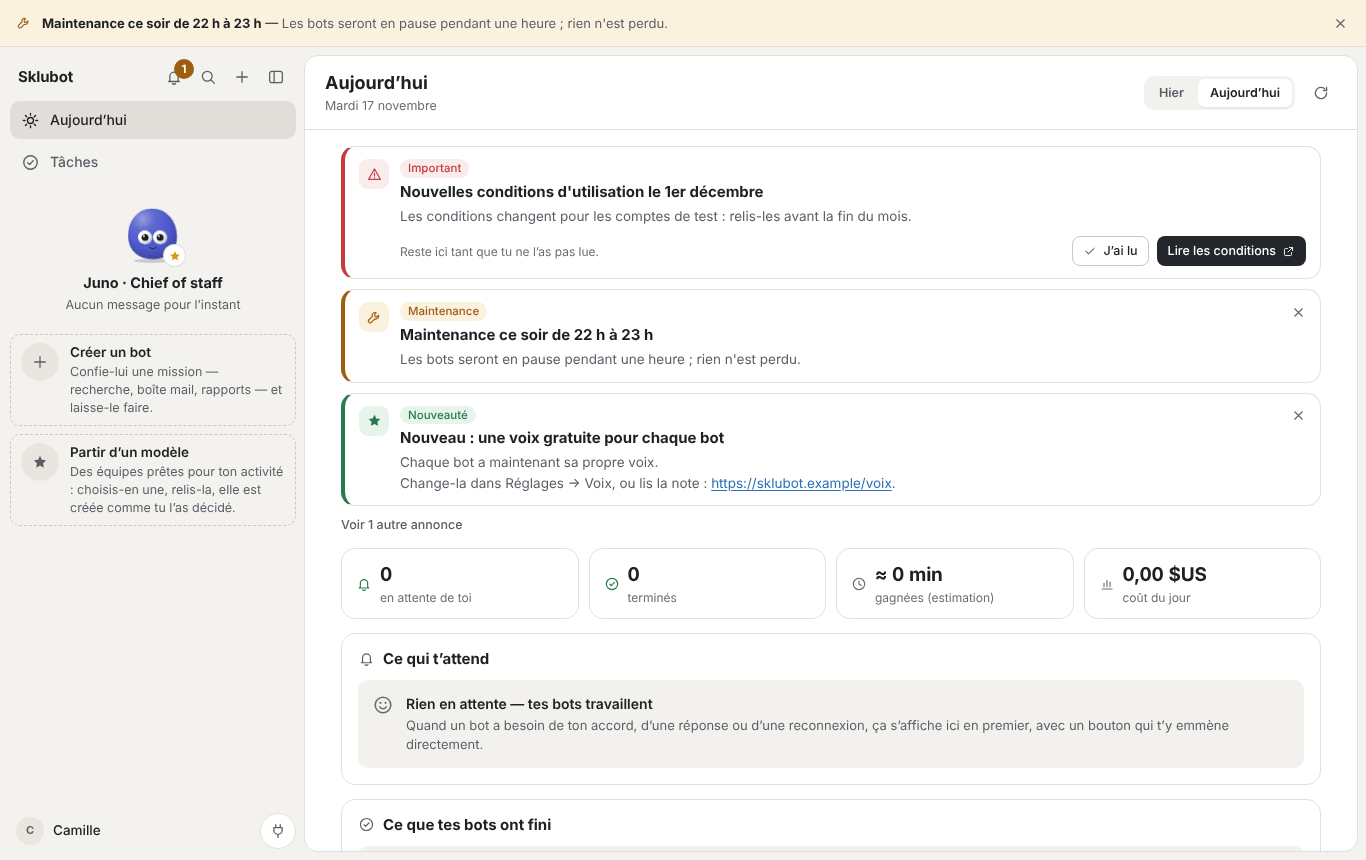 Maintenance ce soir de 22 h à 23 h — Les bots seront en pause pendant une heure ; rien n'est perdu.
Sklubot
1
Aujourd’hui
Tâches
Juno · Chief of staff
Aucun message pour l’instant
Créer un bot
Confie-lui une mission —
recherche, boîte mail, rapports — et
laisse-le faire.
Partir d’un modèle
Des équipes prêtes pour ton activité
: choisis-en une, relis-la, elle est
créée comme tu l’as décidé.
C
Camille
Aujourd’hui
Mardi 17 novembre
Hier
Aujourd’hui
Important
Nouvelles conditions d'utilisation le 1er décembre
Les conditions changent pour les comptes de test : relis-les avant la fin du mois.
Reste ici tant que tu ne l’as pas lue.
J’ai lu
Lire les conditions
Maintenance
Maintenance ce soir de 22 h à 23 h
Les bots seront en pause pendant une heure ; rien n'est perdu.
Nouveauté
Nouveau : une voix gratuite pour chaque bot
Chaque bot a maintenant sa propre voix.
Change-la dans Réglages → Voix, ou lis la note : https://sklubot.example/voix.
Voir 1 autre annonce
0
en attente de toi
0
terminés
≈ 0 min
gagnées (estimation)
0,00 $US
coût du jour
Ce qui t’attend
Rien en attente — tes bots travaillent
Quand un bot a besoin de ton accord, d’une réponse ou d’une reconnexion, ça s’affiche ici en premier, avec un bouton qui t’y emmène
directement.
Ce que tes bots ont fini